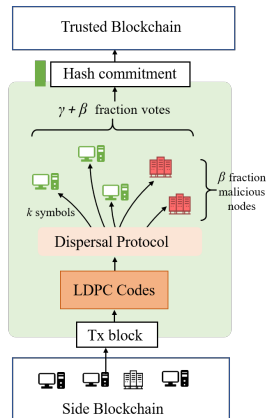 Trusted Blockchain
Hash commitment
γ + β fraction votes
β fraction
malicious
nodes
k symbols
Dispersal Protocol
LDPC Codes
Tx block
Side Blockchain